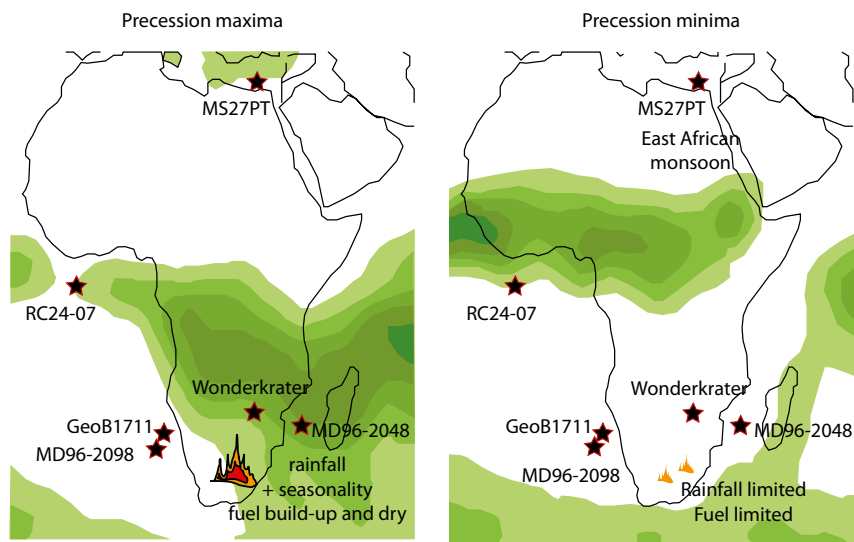 Precession maxima
MS27PT
RC24-07
Wonderkrater
GeoB1711
MD96-2048
MD96-2098
rainfall
+ seasonality
fuel build-up and dry
Precession minima
MS27PT
East African
monsoon
RC24-07
Wonderkrater
GeoB1711
MD96-2048
MD96-2098
Rainfall limited
Fuel limited